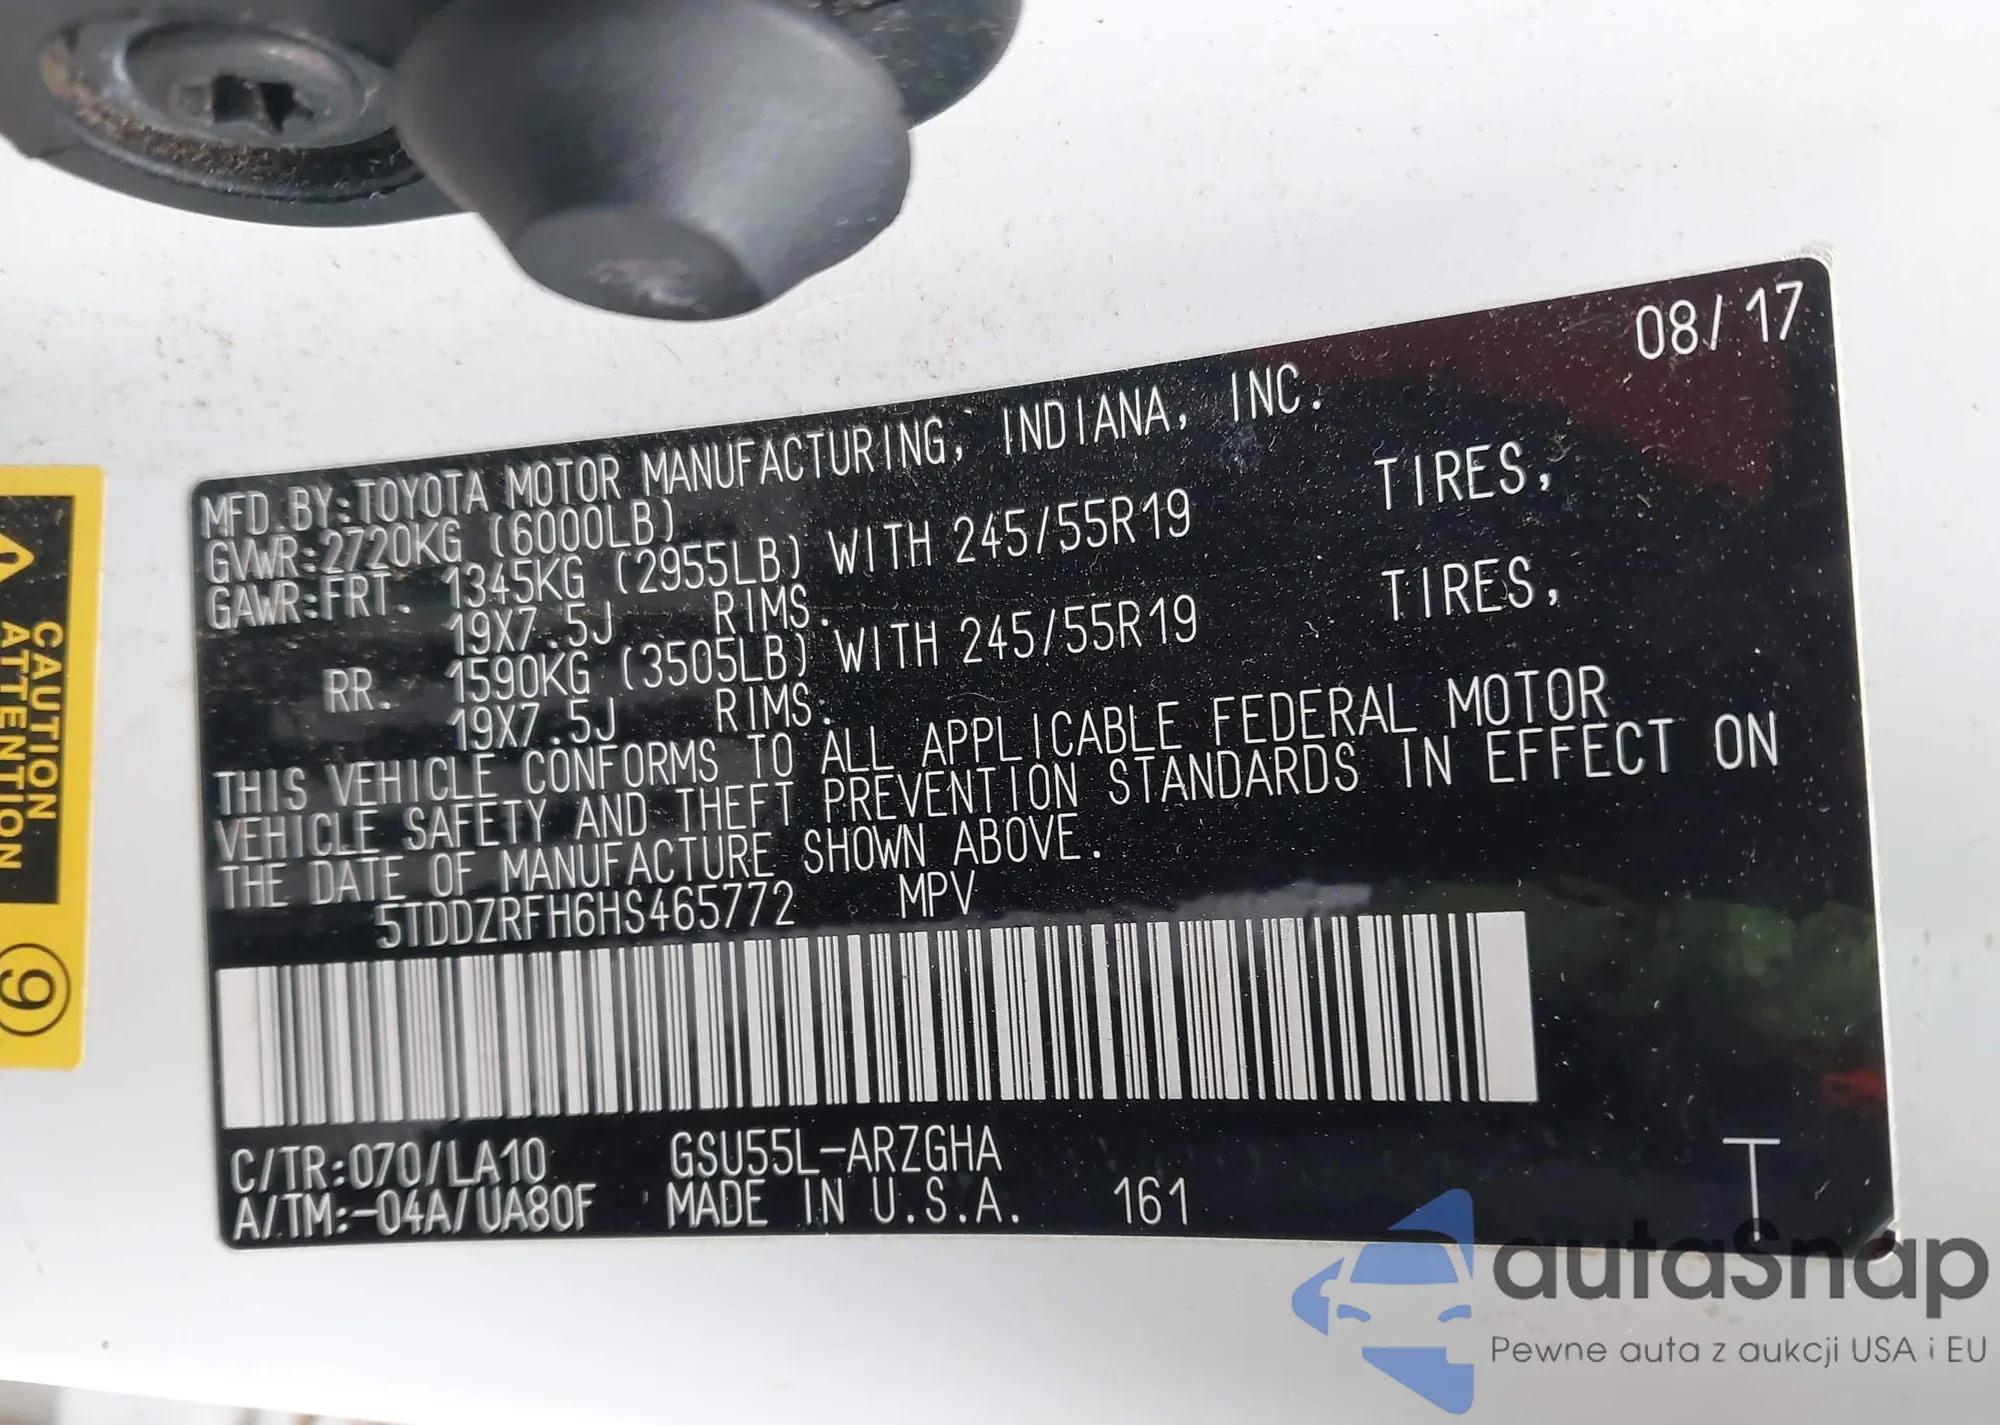 08/17
MFD BY:TOYOTA MOTOR MANUFACTURING, INDIANA, INC.
GVWR:2720KG (6000LB)
GAWR:FRT. 1345KG (2955LB) WITH 245/55R19 TIRES,
19X7.5J RIMS.
RR. 1590KG (3505LB) WITH 245/55R19 TIRES,
19X7.5J RIMS.
THIS VEHICLE CONFORMS TO ALL APPLICABLE FEDERAL MOTOR
VEHICLE SAFETY AND THEFT PREVENTION STANDARDS IN EFFECT ON
THE DATE OF MANUFACTURE SHOWN ABOVE.
5TDDZRFH6HS465772 MPV
C/TR:070/LA10 GSU55L-ARZGHA
A/TM:-04A/UA80F MADE IN U.S.A. 161
T
CAUTION
ATTENTION
9
autoSnap
Pewne auta z aukcji USA i EU